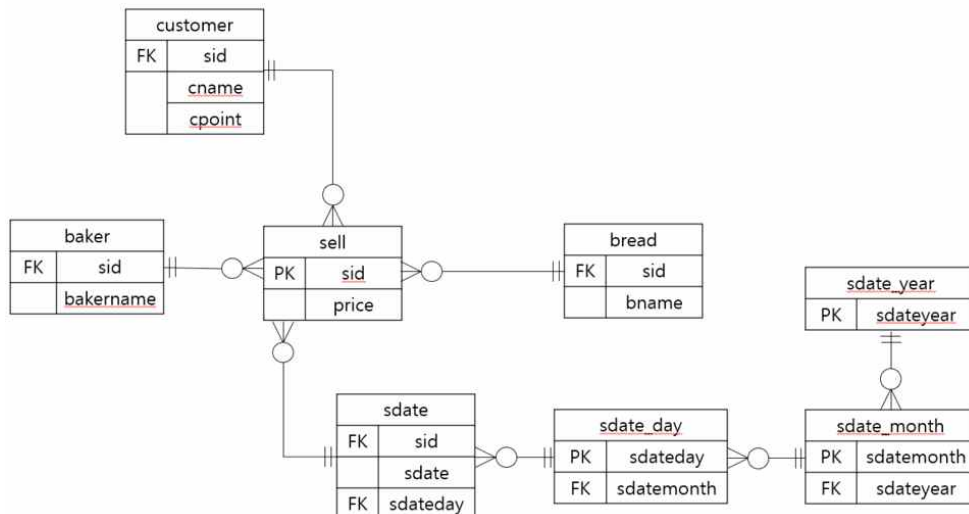 customer
FK sid
cname
cpoint
baker
FK sid
bakername
sell
PK sid
price
bread
FK sid
bname
sdate_year
PK sdateyear
sdate
FK sid
sdate
FK sdateday
sdate_day
PK sdateday
FK sdatemonth
sdate_month
PK sdatemonth
FK sdateyear